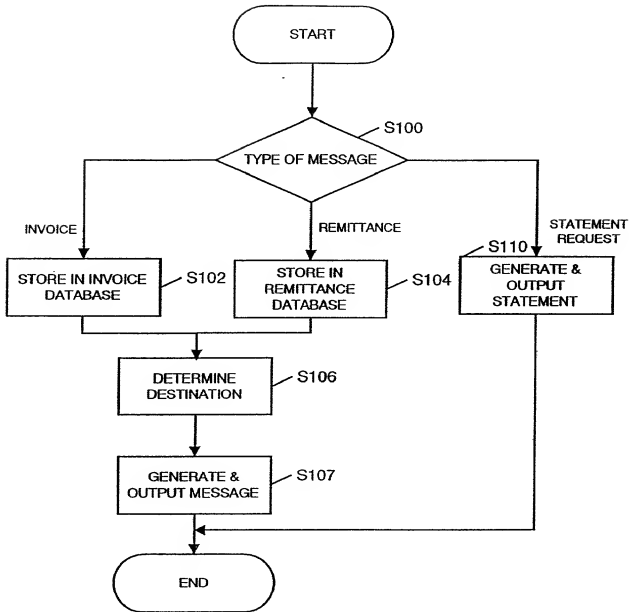 START
S100
TYPE OF MESSAGE
INVOICE
REMITTANCE
STATEMENT
REQUEST
STORE IN INVOICE
DATABASE
S102
STORE IN
REMITTANCE
DATABASE
S104
S110
GENERATE &
OUTPUT
STATEMENT
DETERMINE
DESTINATION
S106
GENERATE &
OUTPUT MESSAGE
S107
END